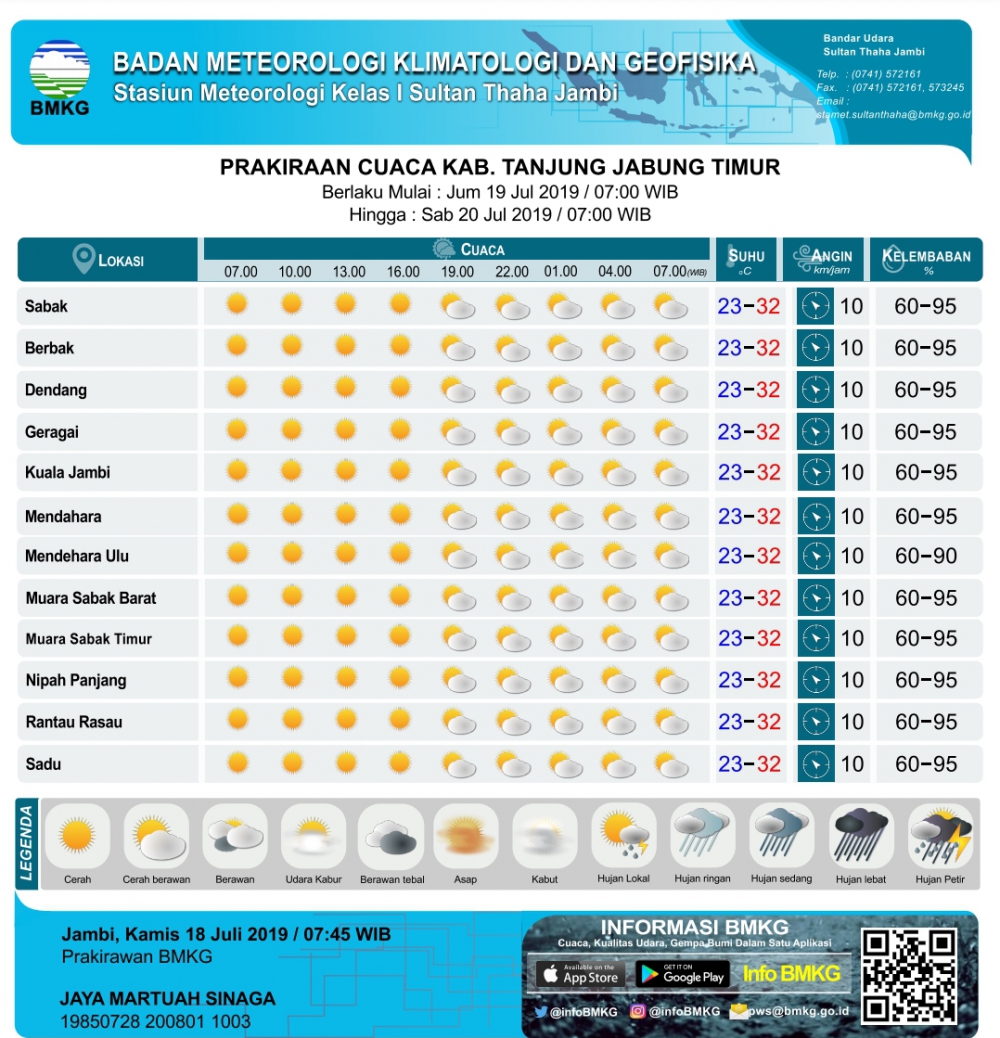 BMKG
BADAN METEOROLOGI KLIMATOLOGI DAN GEOFISIKA
Stasiun Meteorologi Kelas I Sultan Thaha Jambi
Bandar Udara
Sultan Thaha Jambi
Telp. : (0741) 572161
Fax. : (0741) 572161, 573245
Email :
stamet.sultanthaha@bmkg.go.id
PRAKIRAAN CUACA KAB. TANJUNG JABUNG TIMUR
Berlaku Mulai : Jum 19 Jul 2019 / 07:00 WIB
Hingga : Sab 20 Jul 2019 / 07:00 WIB
LOKASI CUACA SUHU °C ANGIN km/jam KELEMBABAN %
07.00 10.00 13.00 16.00 19.00 22.00 01.00 04.00 07.00 (WIB)
Sabak 23-32 10 60-95
Berbak 23-32 10 60-95
Dendang 23-32 10 60-95
Geragai 23-32 10 60-95
Kuala Jambi 23-32 10 60-95
Mendahara 23-32 10 60-95
Mendehara Ulu 23-32 10 60-90
Muara Sabak Barat 23-32 10 60-95
Muara Sabak Timur 23-32 10 60-95
Nipah Panjang 23-32 10 60-95
Rantau Rasau 23-32 10 60-95
Sadu 23-32 10 60-95
LEGENDA
Cerah Cerah berawan Berawan Udara Kabur Berawan tebal Asap Kabut Hujan Lokal Hujan ringan Hujan sedang Hujan lebat Hujan Petir
Jambi, Kamis 18 Juli 2019 / 07:45 WIB
Prakirawan BMKG
JAYA MARTUAH SINAGA
19850728 200801 1003
INFORMASI BMKG
Cuaca, Kualitas Udara, Gempa Bumi Dalam Satu Aplikasi
Available on the App Store
GET IT ON Google Play
Info BMKG
@infoBMKG @infoBMKG pws@bmkg.go.id